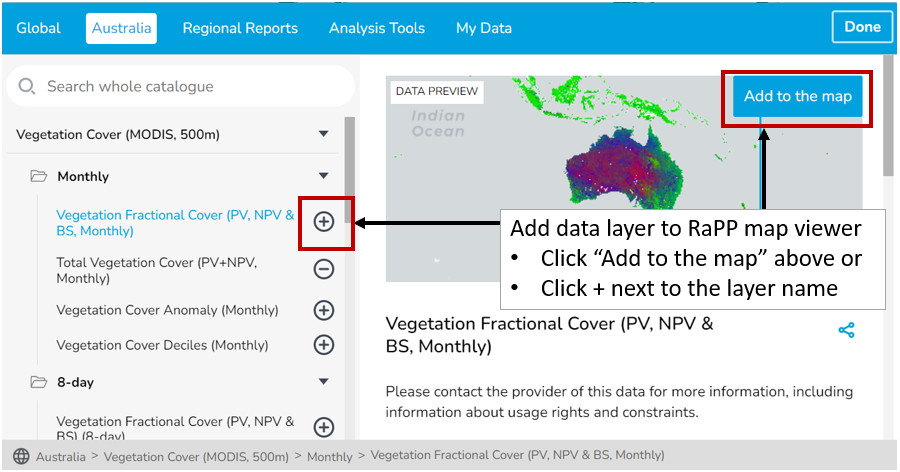 Global Australia Regional Reports Analysis Tools My Data Done
Search whole catalogue
Vegetation Cover (MODIS, 500m)
Monthly
Vegetation Fractional Cover (PV, NPV &
BS, Monthly)
Total Vegetation Cover (PV+NPV,
Monthly)
Vegetation Cover Anomaly (Monthly)
Vegetation Cover Deciles (Monthly)
8-day
Vegetation Fractional Cover (PV, NPV &
BS) (8-day)
DATA PREVIEW
Indian
Ocean
Add to the map
Add data layer to RaPP map viewer
• Click “Add to the map” above or
• Click + next to the layer name
Vegetation Fractional Cover (PV, NPV &
BS, Monthly)
Please contact the provider of this data for more information, including
information about usage rights and constraints.
Australia > Vegetation Cover (MODIS, 500m) > Monthly > Vegetation Fractional Cover (PV, NPV & BS, Monthly)